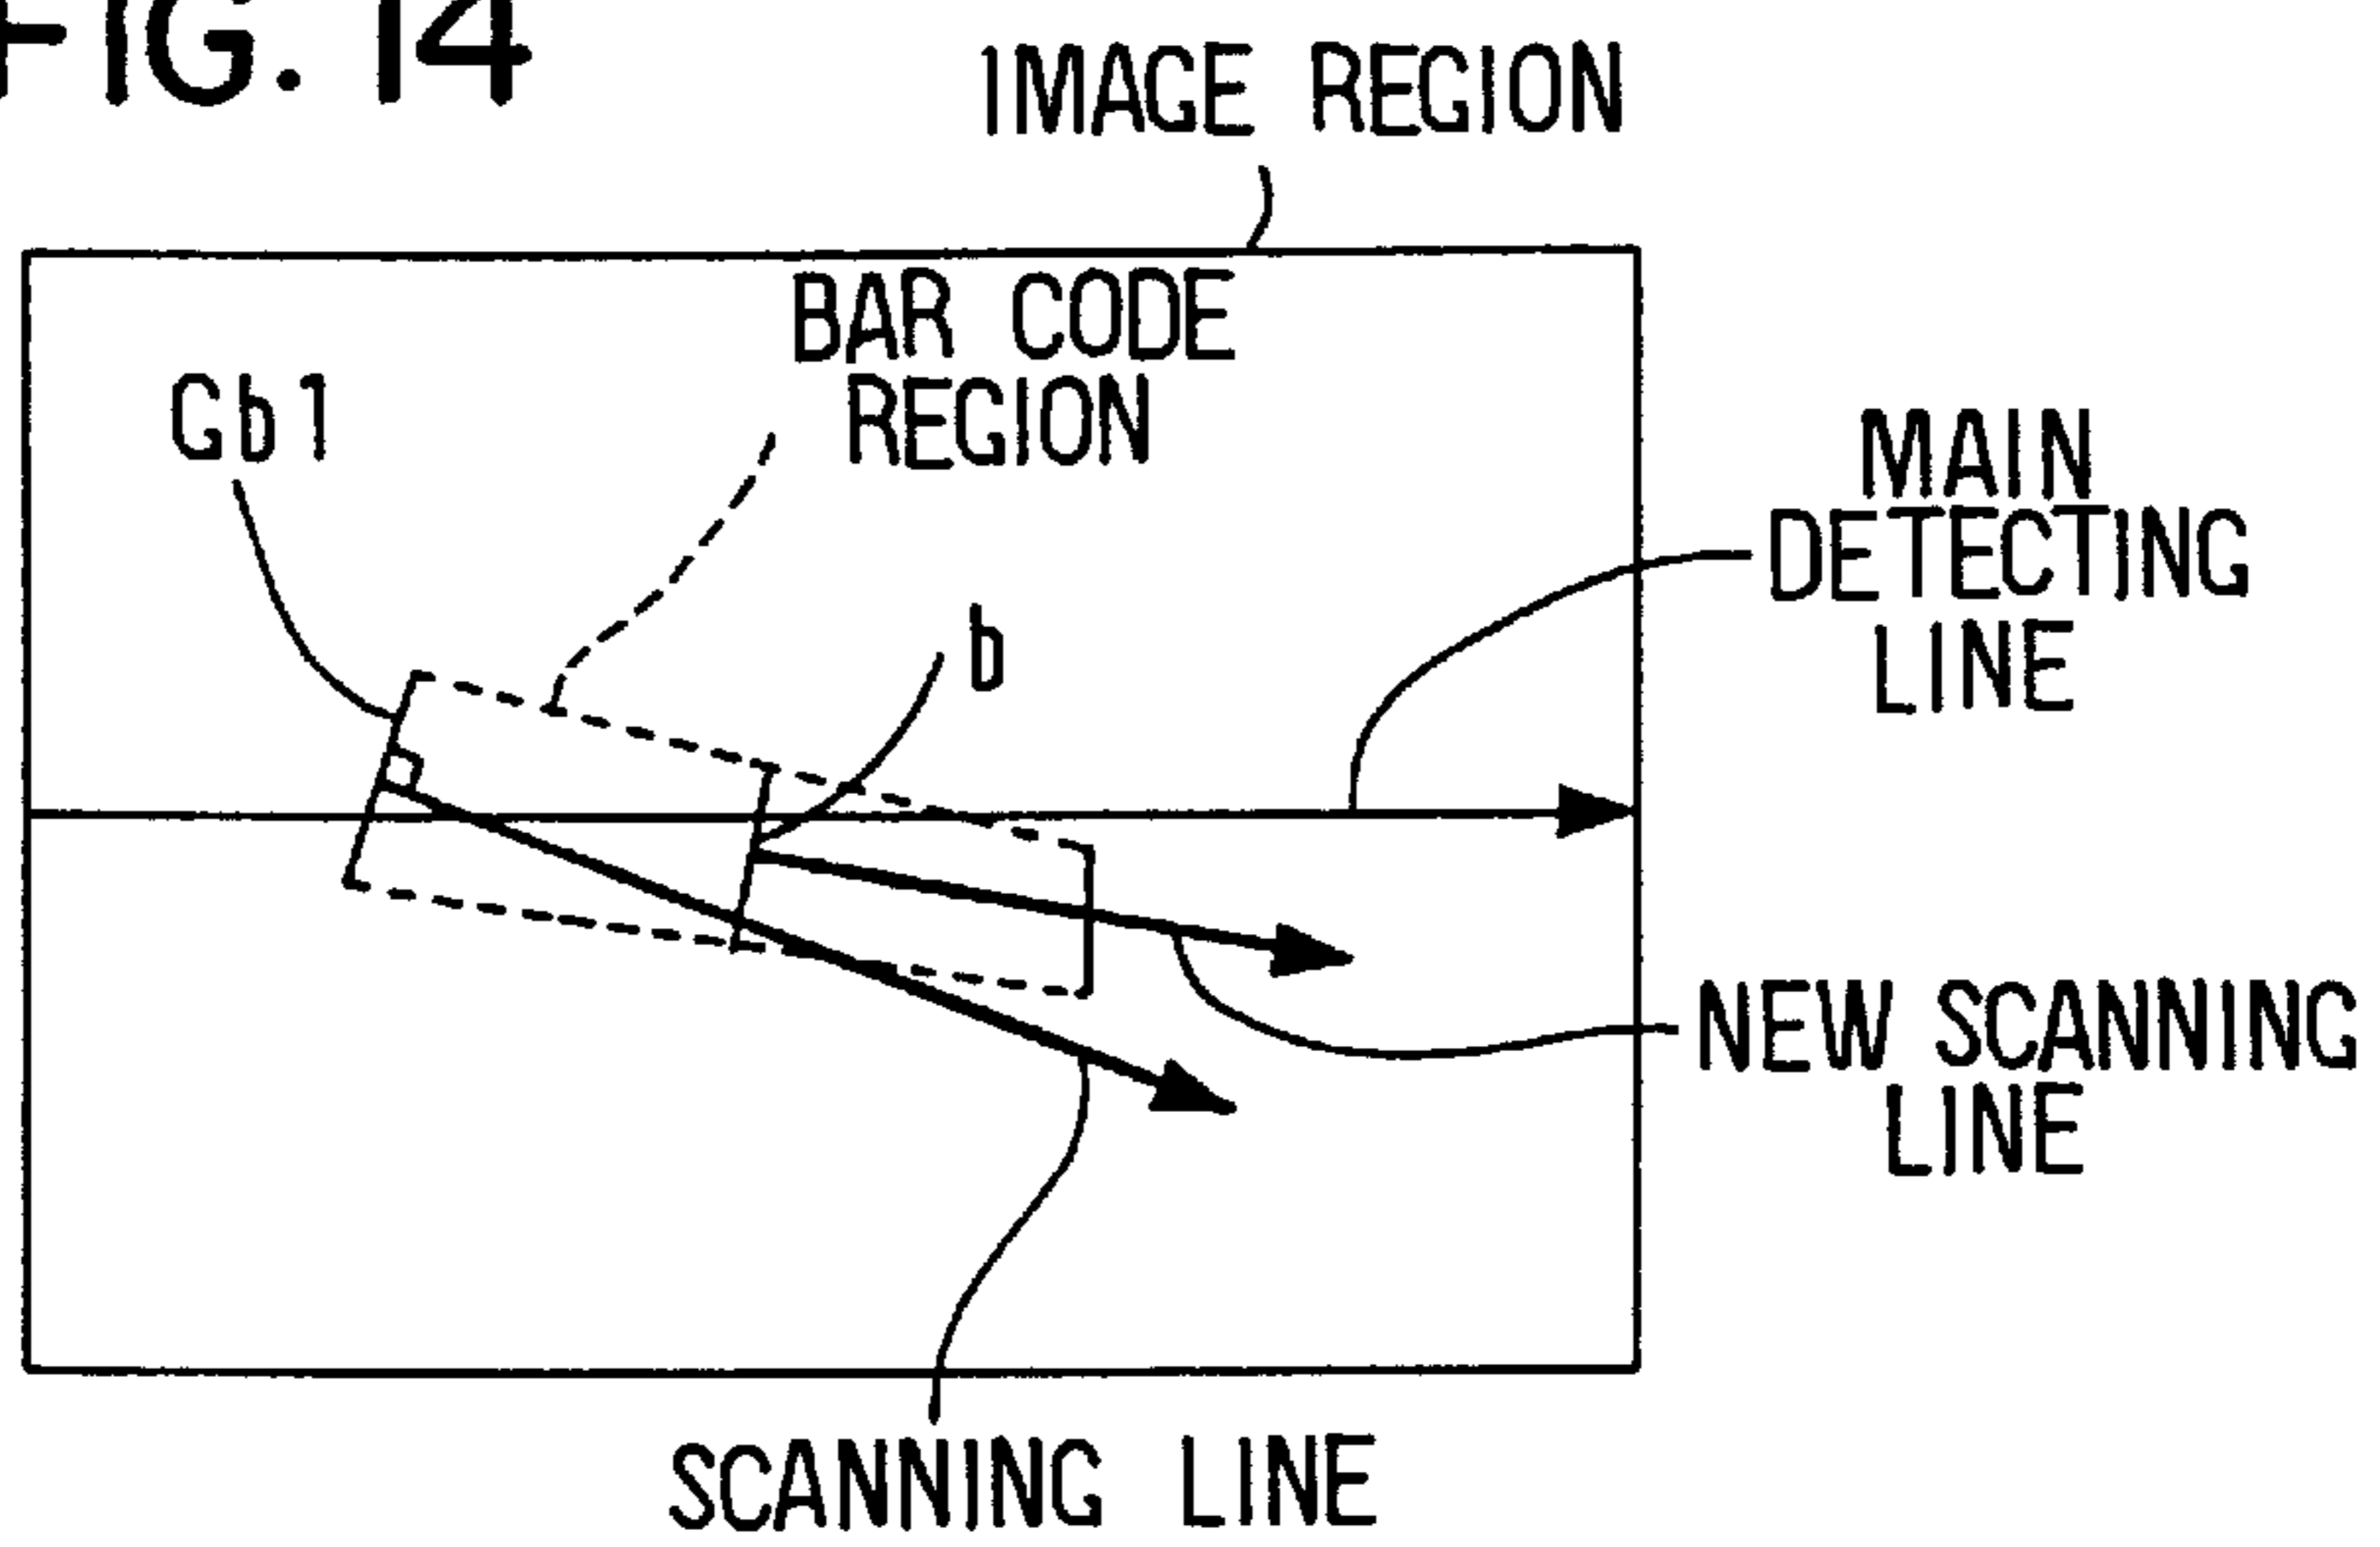 FIG. 14
IMAGE REGION
BAR CODE
REGION
Gb1
b
MAIN
DETECTING
LINE
NEW SCANNING
LINE
SCANNING LINE